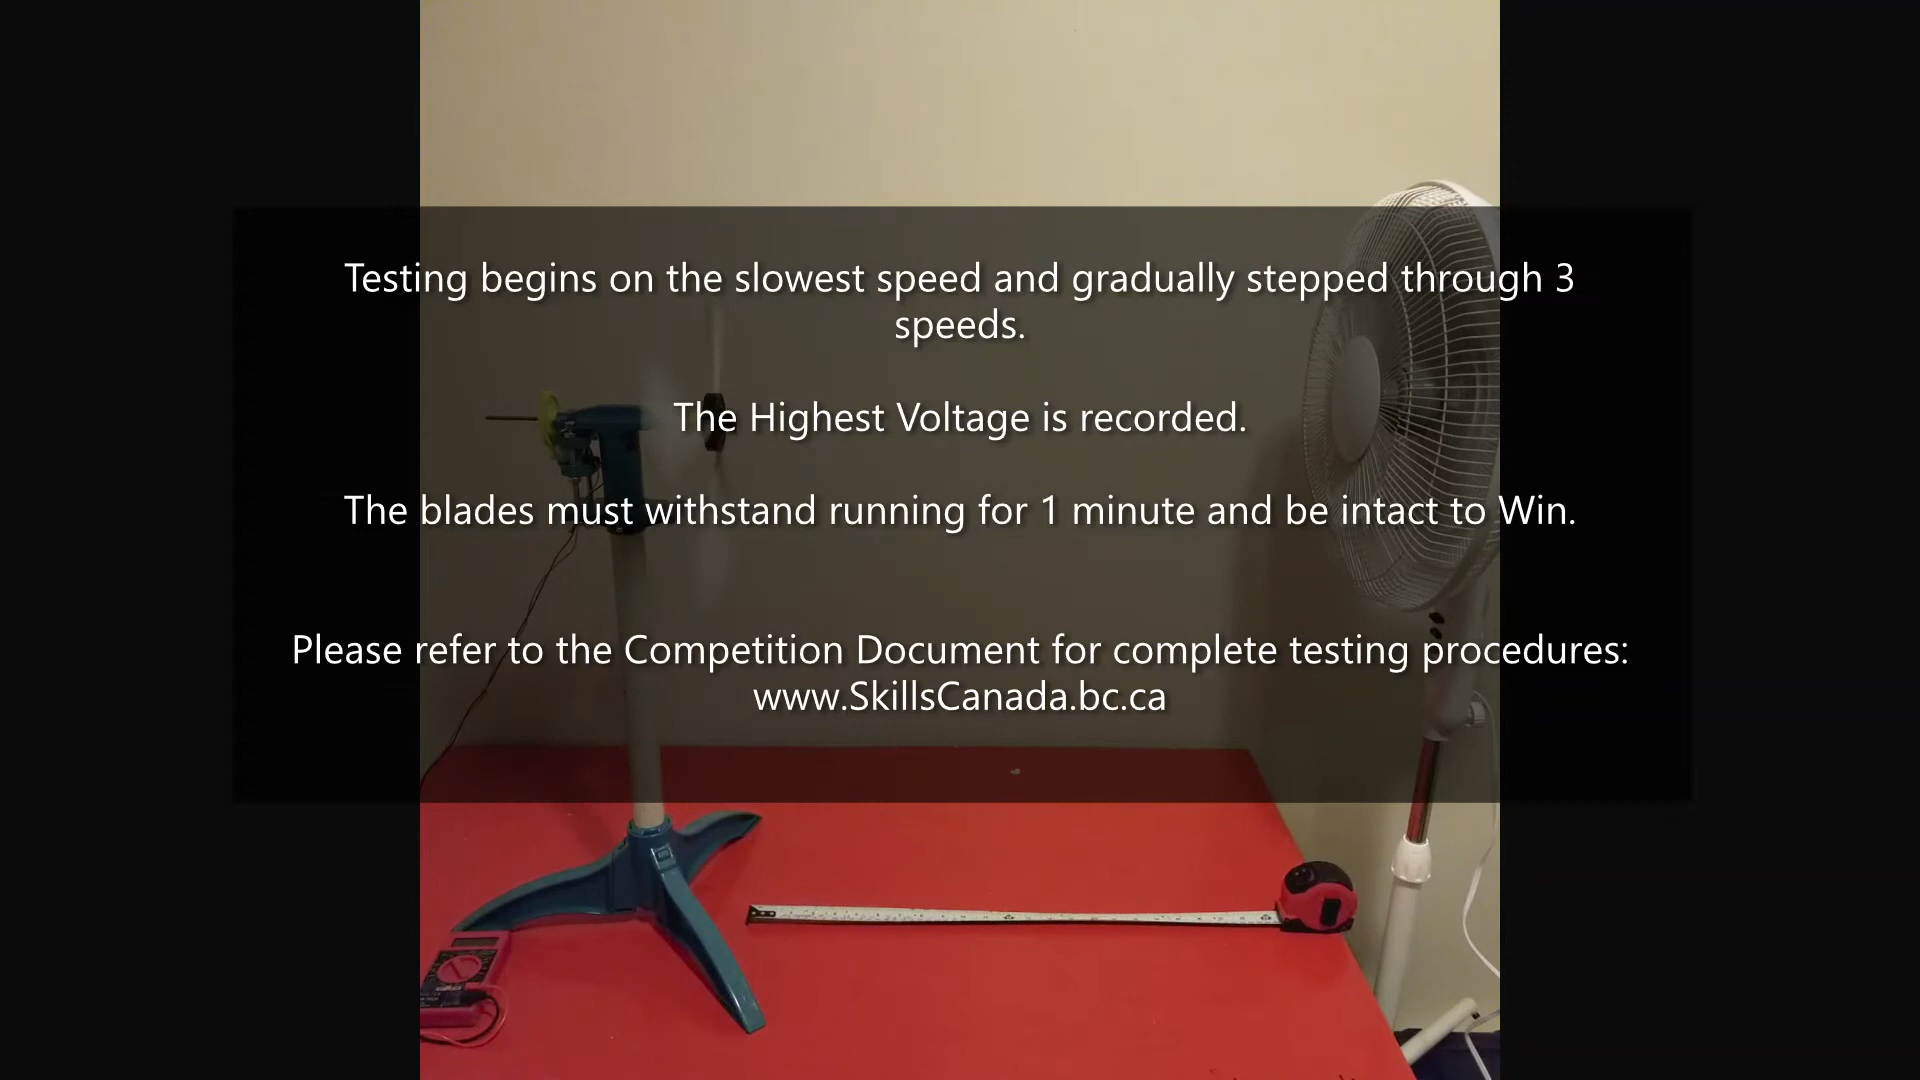 Testing begins on the slowest speed and gradually stepped through 3
speeds.
The Highest Voltage is recorded.
The blades must withstand running for 1 minute and be intact to Win.
Please refer to the Competition Document for complete testing procedures:
www.SkillsCanada.bc.ca